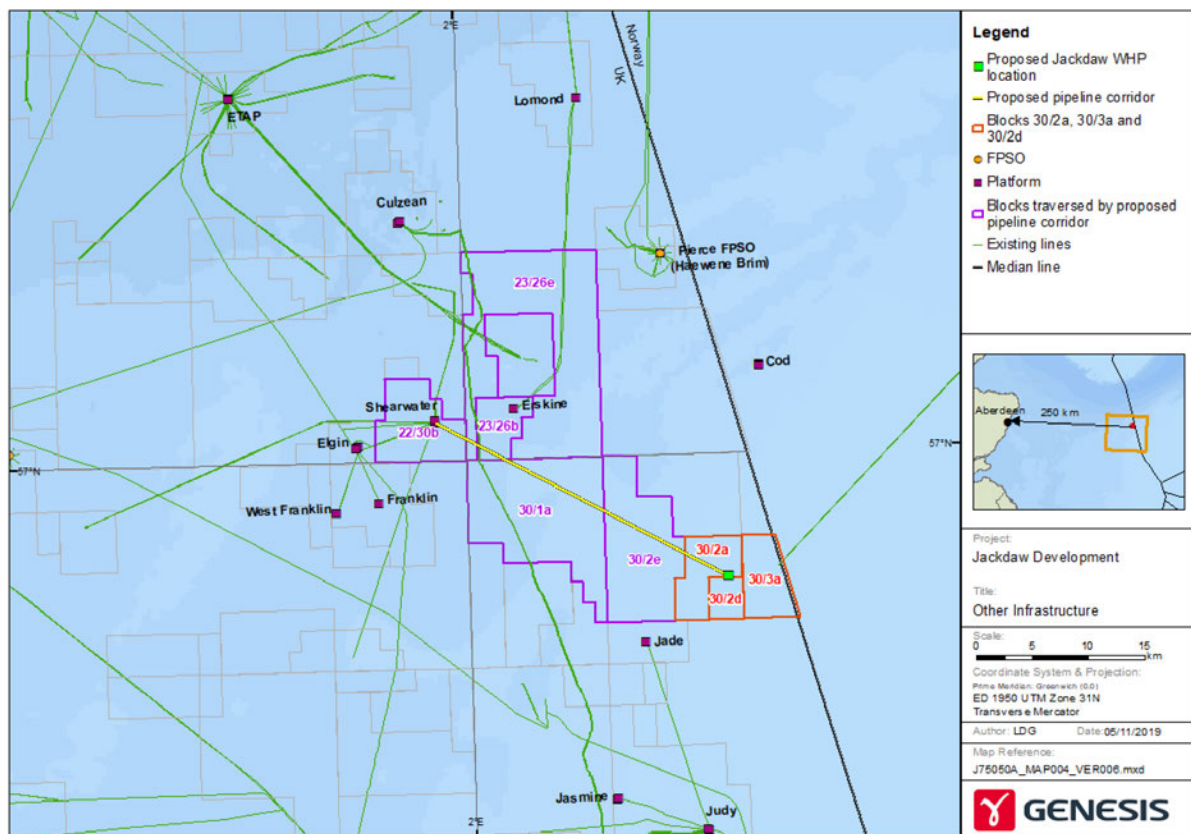 2°E
Norway
UK
ETAP
Lomond
Culzean
Pierce FPSO
(Haewene Brim)
23/26e
Cod
Shearwater
Erskine
22/30b
23/26b
Elgin
57°N
57°N
West Franklin
Franklin
30/1a
30/2e
30/2a
30/3a
30/2d
Jade
Jasmine
Judy
2°E
Legend
Proposed Jackdaw WHP
location
Proposed pipeline corridor
Blocks 30/2a, 30/3a and
30/2d
FPSO
Platform
Blocks traversed by proposed
pipeline corridor
Existing lines
Median line
Aberdeen
250 km
Project:
Jackdaw Development
Title:
Other Infrastructure
Scale:
0 5 10 15
km
Coordinate System & Projection:
Prime Meridian: Greenwich (0.0)
ED 1950 UTM Zone 31N
Transverse Mercator
Author: LDG Date:05/11/2019
Map Reference:
J75050A_MAP004_VER006.mxd
GENESIS